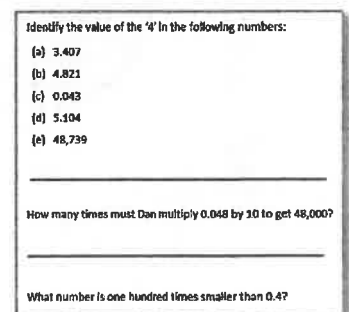 Identify the value of the '4' in the following numbers:
(a) 3.407
(b) 4.821
(c) 0.043
(d) 5.104
(e) 48,739
How many times must Dan multiply 0.048 by 10 to get 48,000?
What number is one hundred times smaller than 0.4?